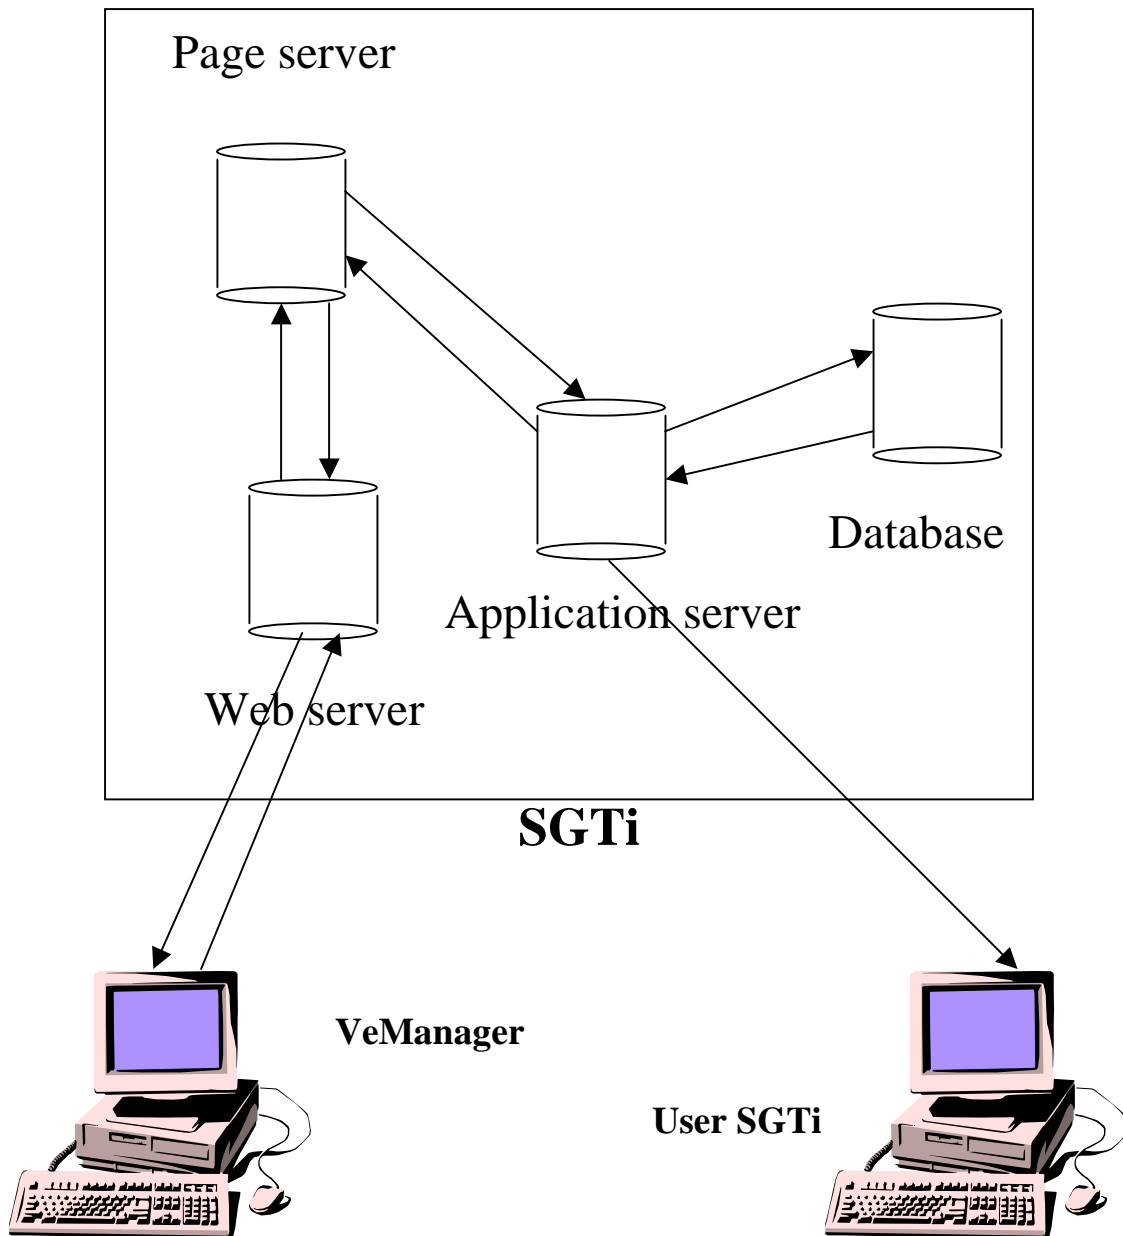 Page server
Database
Application server
Web server
SGTi
VeManager
User SGTi